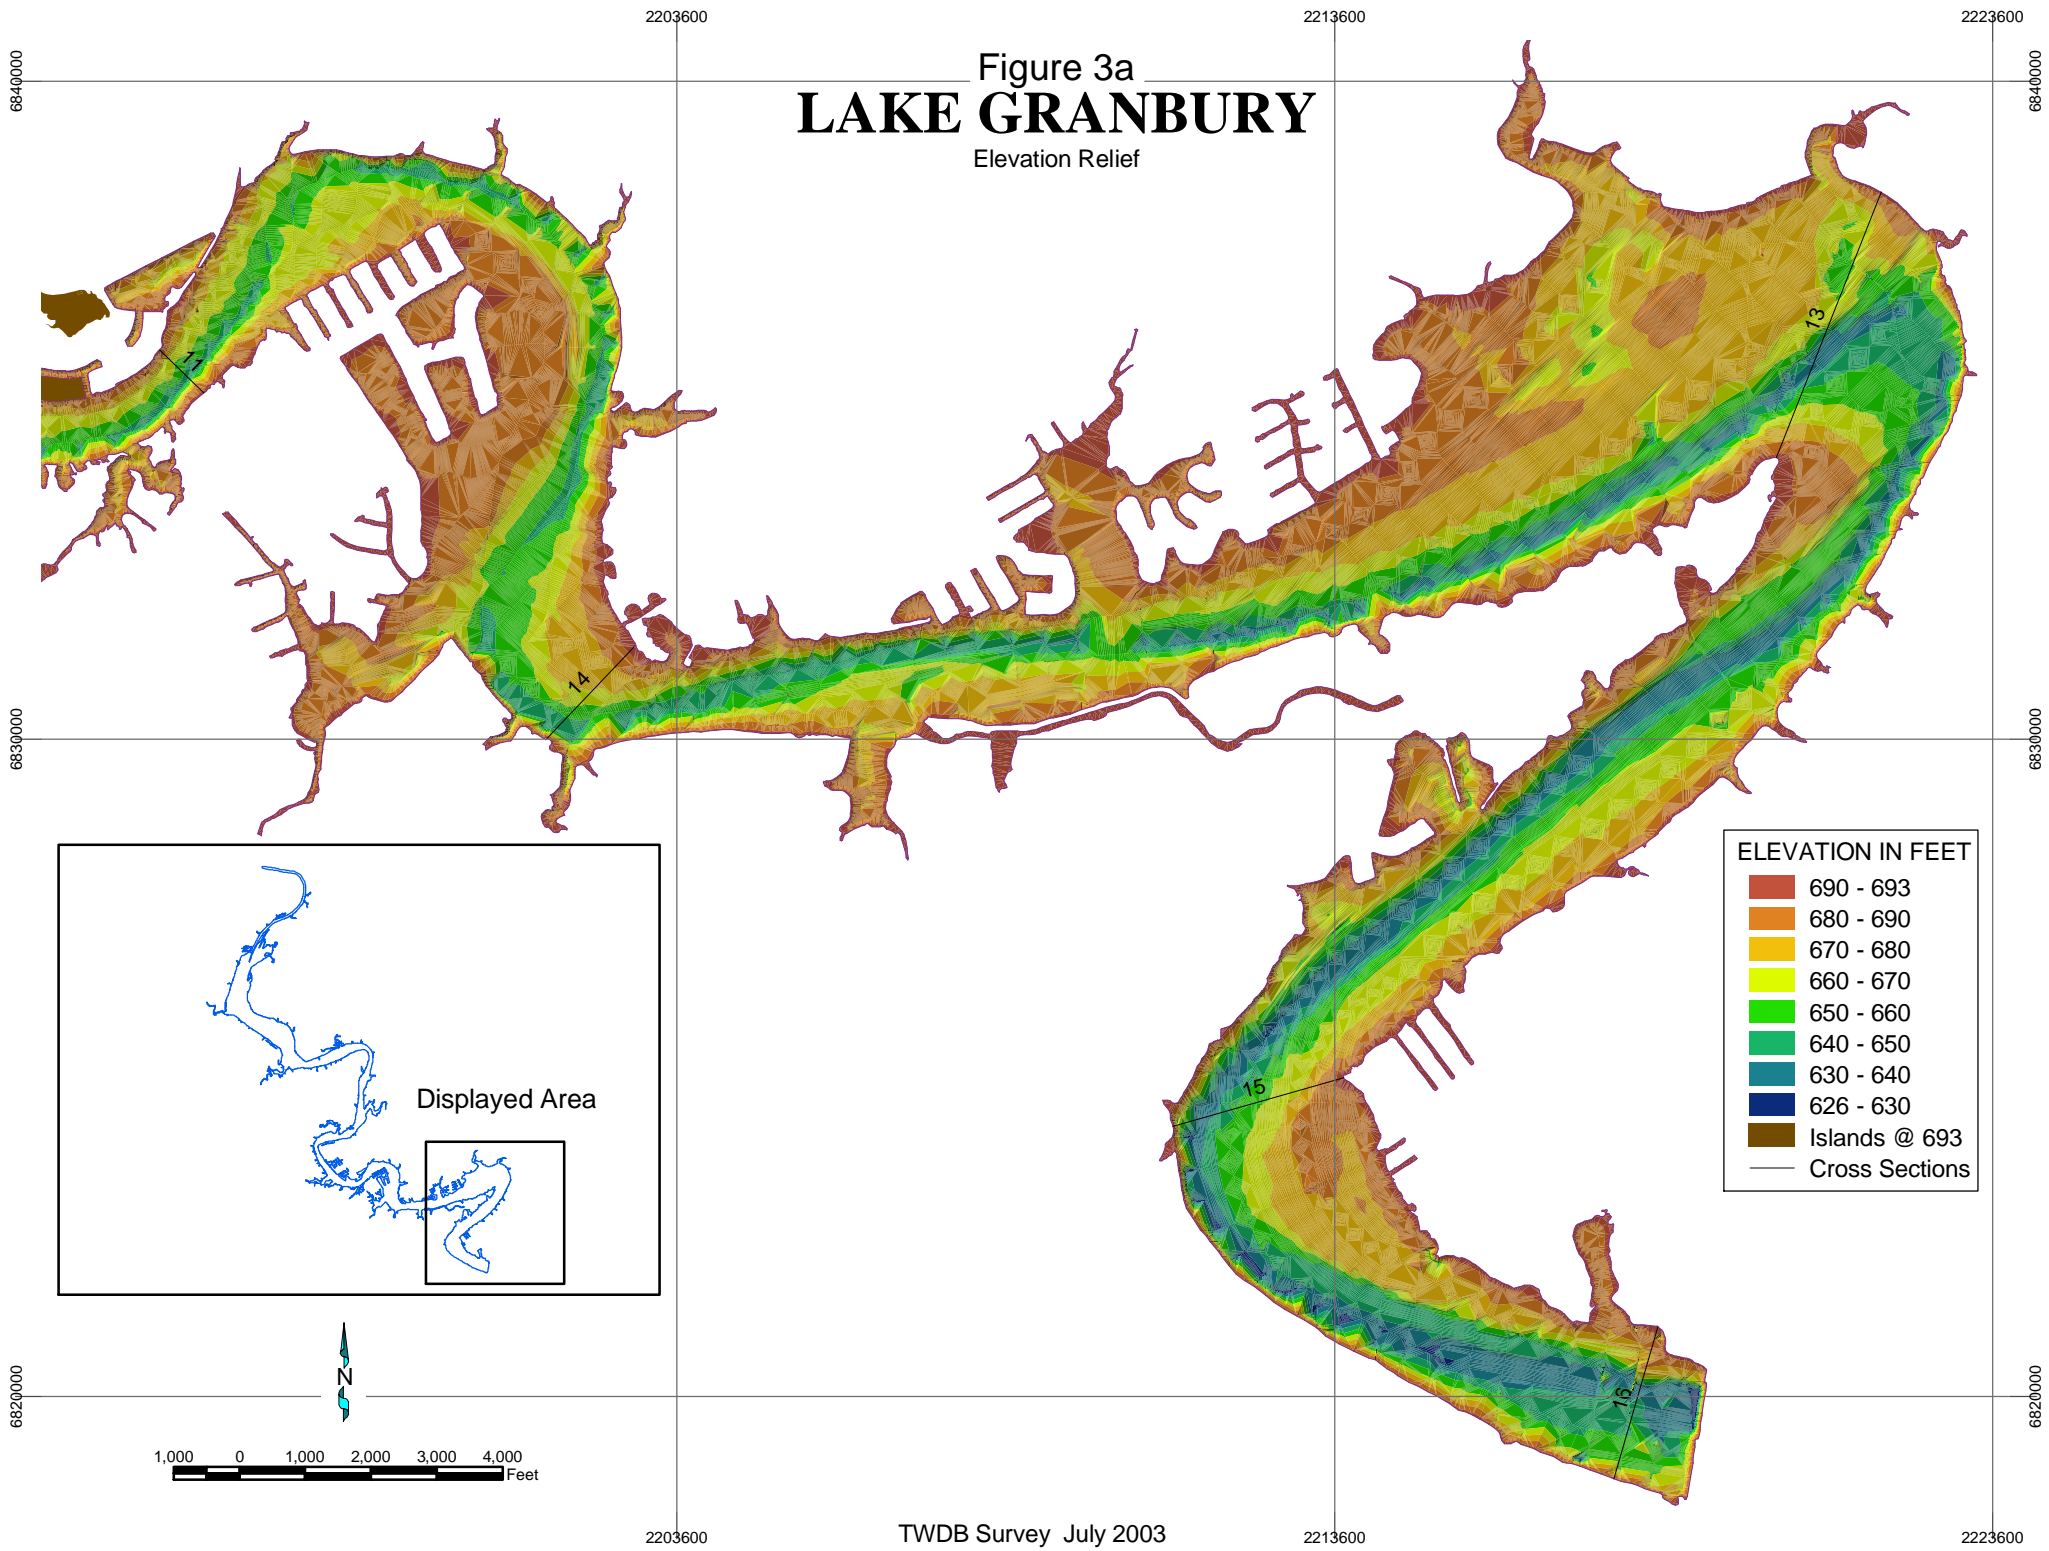 2203600 2213600 2223600
6840000 6840000
Figure 3a
LAKE GRANBURY
Elevation Relief
13
11
14
6830000 6830000
ELEVATION IN FEET
690 - 693
680 - 690
670 - 680
660 - 670
650 - 660
640 - 650
630 - 640
626 - 630
Islands @ 693
Cross Sections
15
Displayed Area
N
6820000 6820000
16
1,000 0 1,000 2,000 3,000 4,000
Feet
TWDB Survey July 2003
2203600 2213600 2223600